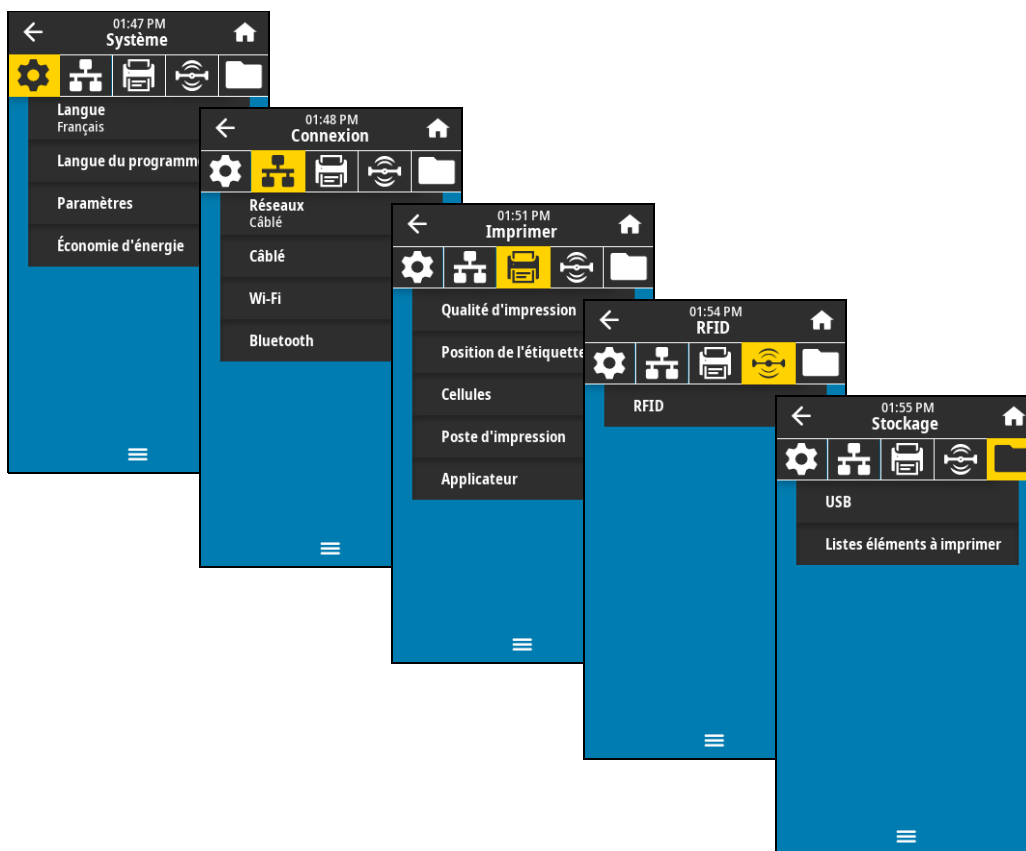 01:47 PM
Système
Langue
Français
Langue du programm
Paramètres
Économie d'énergie
01:48 PM
Connexion
Réseaux
Câblé
Câblé
Wi-Fi
Bluetooth
01:51 PM
Imprimer
Qualité d'impression
Position de l'étiquette
Cellules
Poste d'impression
Applicateur
01:54 PM
RFID
RFID
01:55 PM
Stockage
USB
Listes éléments à imprimer